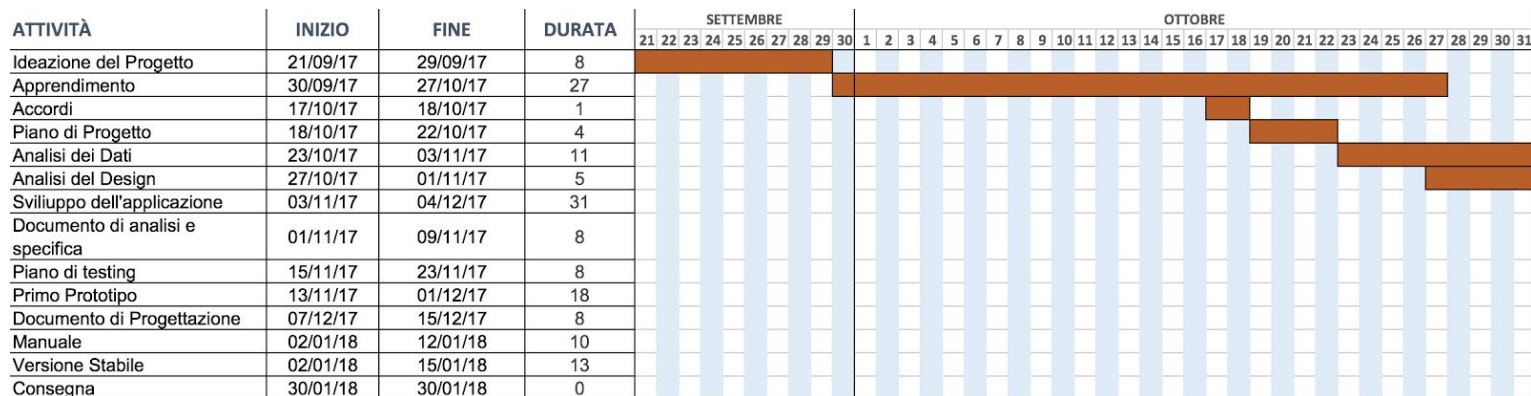 SETTEMBRE OTTOBRE
ATTIVITÀ INIZIO FINE DURATA
21 22 23 24 25 26 27 28 29 30 1 2 3 4 5 6 7 8 9 10 11 12 13 14 15 16 17 18 19 20 21 22 23 24 25 26 27 28 29 30 31
Ideazione del Progetto 21/09/17 29/09/17 8
Apprendimento 30/09/17 27/10/17 27
Accordi 17/10/17 18/10/17 1
Piano di Progetto 18/10/17 22/10/17 4
Analisi dei Dati 23/10/17 03/11/17 11
Analisi del Design 27/10/17 01/11/17 5
Sviluppo dell'applicazione 03/11/17 04/12/17 31
Documento di analisi e
specifica 01/11/17 09/11/17 8
Piano di testing 15/11/17 23/11/17 8
Primo Prototipo 13/11/17 01/12/17 18
Documento di Progettazione 07/12/17 15/12/17 8
Manuale 02/01/18 12/01/18 10
Versione Stabile 02/01/18 15/01/18 13
Consegna 30/01/18 30/01/18 0